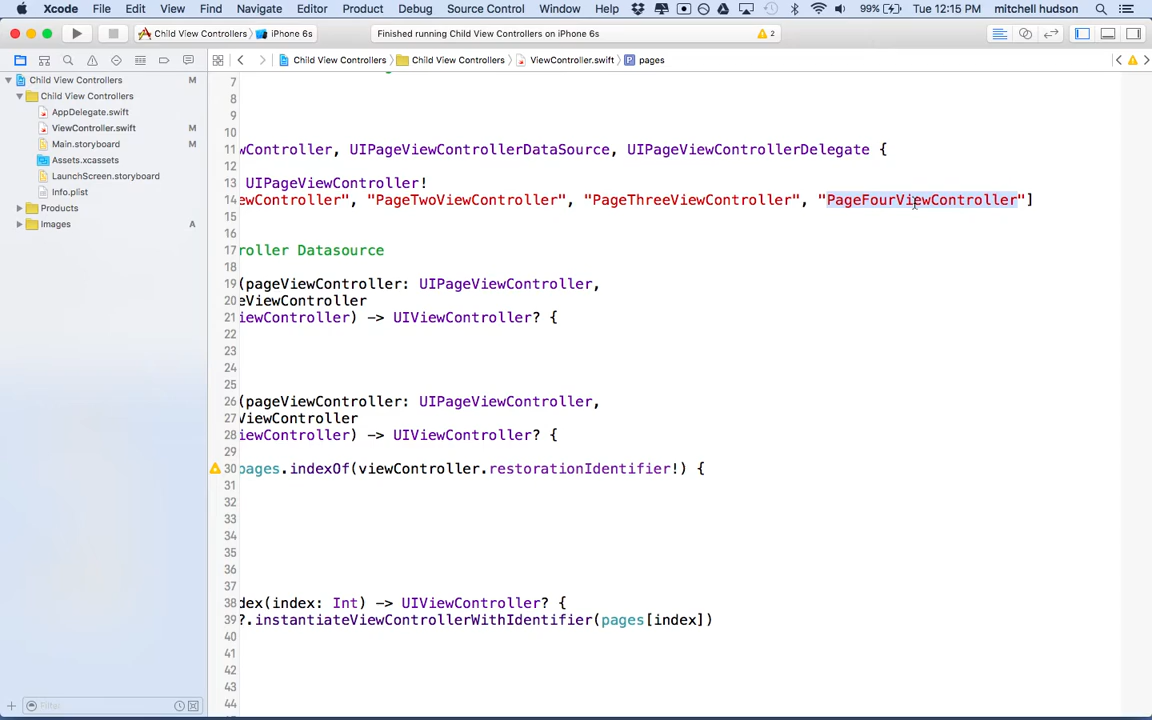 Xcode File Edit View Find Navigate Editor Product Debug Source Control Window Help 99% Tue 12:15 PM mitchell hudson
Child View Controllers iPhone 6s Finished running Child View Controllers on iPhone 6s 2
Child View Controllers Child View Controllers ViewController.swift pages
Child View Controllers M
Child View Controllers
AppDelegate.swift
ViewController.swift M
Main.storyboard M
Assets.xcassets
LaunchScreen.storyboard
Info.plist
Products
Images A
Filter
7
8
9
10
11 wController, UIPageViewControllerDataSource, UIPageViewControllerDelegate {
12
13 UIPageViewController!
14 ewController", "PageTwoViewController", "PageThreeViewController", "PageFourViewController"]
15
16
17 roller Datasource
18
19 (pageViewController: UIPageViewController,
20 eViewController
21 iewController) -> UIViewController? {
22
23
24
25
26 (pageViewController: UIPageViewController,
27 ViewController
28 iewController) -> UIViewController? {
29
30 pages.indexOf(viewController.restorationIdentifier!) {
31
32
33
34
35
36
37
38 dex(index: Int) -> UIViewController? {
39 ?.instantiateViewControllerWithIdentifier(pages[index])
40
41
42
43
44